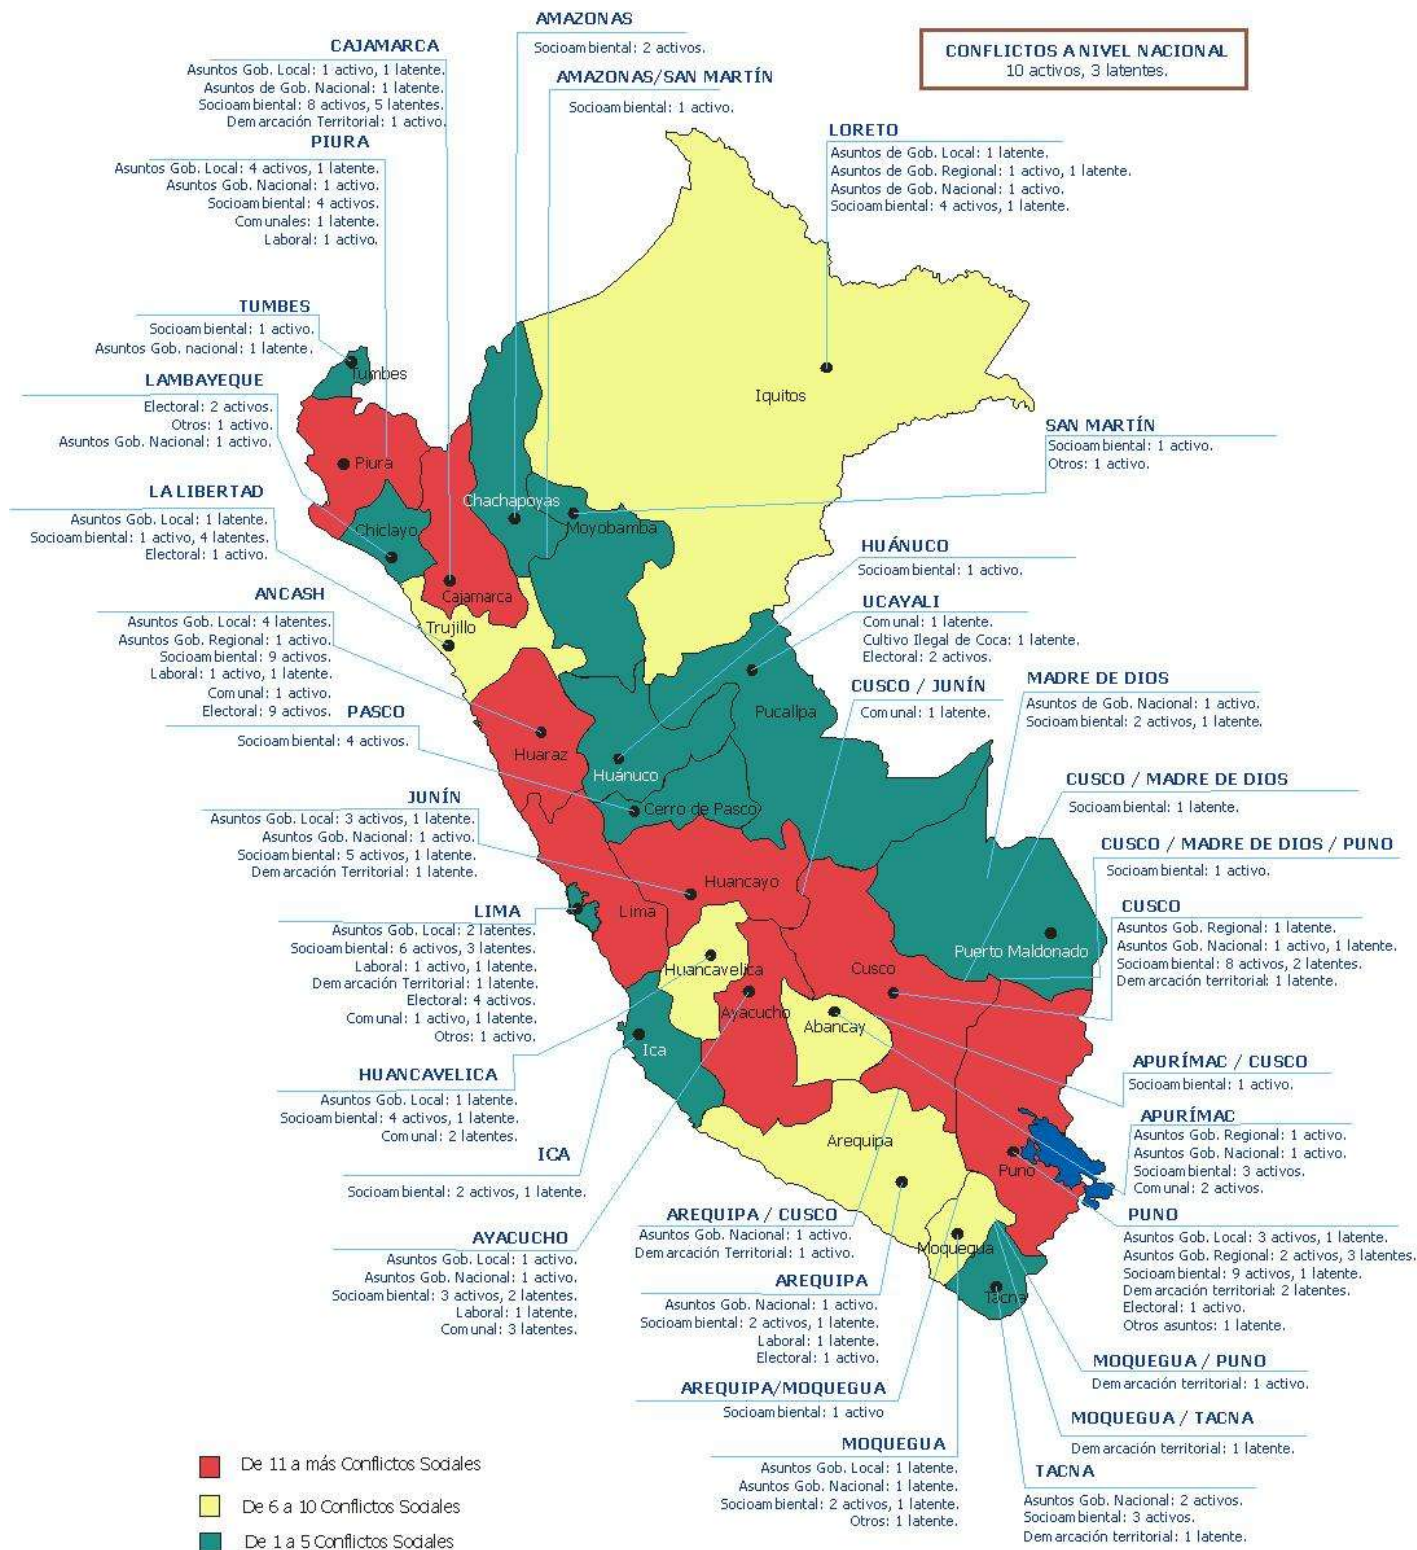 AMAZONAS
Socioambiental: 2 activos.
CONFLICTOS A NIVEL NACIONAL
10 activos, 3 latentes.
CAJAMARCA
Asuntos Gob. Local: 1 activo, 1 latente.
Asuntos de Gob. Nacional: 1 latente.
Socioambiental: 8 activos, 5 latentes.
Demarcación Territorial: 1 activo.
AMAZONAS/SAN MARTÍN
Socioambiental: 1 activo.
PIURA
Asuntos Gob. Local: 4 activos, 1 latente.
Asuntos Gob. Nacional: 1 activo.
Socioambiental: 4 activos.
Comunales: 1 latente.
Laboral: 1 activo.
LORETO
Asuntos de Gob. Local: 1 latente.
Asuntos de Gob. Regional: 1 activo, 1 latente.
Asuntos de Gob. Nacional: 1 activo.
Socioambiental: 4 activos, 1 latente.
TUMBES
Socioambiental: 1 activo.
Asuntos Gob. nacional: 1 latente.
Tumbes
LAMBAYEQUE
Electoral: 2 activos.
Otros: 1 activo.
Asuntos Gob. Nacional: 1 activo.
Iquitos
SAN MARTÍN
Socioambiental: 1 activo.
Otros: 1 activo.
Piura
LA LIBERTAD
Asuntos Gob. Local: 1 latente.
Socioambiental: 1 activo, 4 latentes.
Electoral: 1 activo.
Chachapoyas
Moyobamba
Chiclayo
HUÁNUCO
Socioambiental: 1 activo.
Cajamarca
Trujillo
ANCASH
Asuntos Gob. Local: 4 latentes.
Asuntos Gob. Regional: 1 activo.
Socioambiental: 9 activos.
Laboral: 1 activo, 1 latente.
Comunal: 1 activo.
Electoral: 9 activos.
UCAYALI
Comunal: 1 latente.
Cultivo Ilegal de Coca: 1 latente.
Electoral: 2 activos.
PASCO
Socioambiental: 4 activos.
CUSCO / JUNÍN
Comunal: 1 latente.
MADRE DE DIOS
Asuntos de Gob. Nacional: 1 activo.
Socioambiental: 2 activos, 1 latente.
Pucallpa
Huaraz
Huánuco
Cerro de Pasco
CUSCO / MADRE DE DIOS
Socioambiental: 1 latente.
JUNÍN
Asuntos Gob. Local: 3 activos, 1 latente.
Asuntos Gob. Nacional: 1 activo.
Socioambiental: 5 activos, 1 latente.
Demarcación Territorial: 1 latente.
CUSCO / MADRE DE DIOS / PUNO
Socioambiental: 1 activo.
Huancayo
Lima
LIMA
Asuntos Gob. Local: 2 latentes.
Socioambiental: 6 activos, 3 latentes.
Laboral: 1 activo, 1 latente.
Demarcación Territorial: 1 latente.
Electoral: 4 activos.
Comunal: 1 activo, 1 latente.
Otros: 1 activo.
CUSCO
Asuntos Gob. Regional: 1 latente.
Asuntos Gob. Nacional: 1 activo, 1 latente.
Socioambiental: 8 activos, 2 latentes.
Demarcación territorial: 1 latente.
Puerto Maldonado
Huancavelica
Cusco
Ayacucho
Abancay
Ica
HUANCAVELICA
Asuntos Gob. Local: 1 latente.
Socioambiental: 4 activos, 1 latente.
Comunal: 2 latentes.
APURÍMAC / CUSCO
Socioambiental: 1 activo.
APURÍMAC
Asuntos Gob. Regional: 1 activo.
Asuntos Gob. Nacional: 1 activo.
Socioambiental: 3 activos.
Comunal: 2 activos.
ICA
Socioambiental: 2 activos, 1 latente.
Arequipa
Puno
AYACUCHO
Asuntos Gob. Local: 1 activo.
Asuntos Gob. Nacional: 1 activo.
Socioambiental: 3 activos, 2 latentes.
Laboral: 1 latente.
Comunal: 3 latentes.
AREQUIPA / CUSCO
Asuntos Gob. Nacional: 1 activo.
Demarcación Territorial: 1 activo.
Moquegua
PUNO
Asuntos Gob. Local: 3 activos, 1 latente.
Asuntos Gob. Regional: 2 activos, 3 latentes.
Socioambiental: 9 activos, 1 latente.
Demarcación territorial: 2 latentes.
Electoral: 1 activo.
Otros asuntos: 1 latente.
AREQUIPA
Asuntos Gob. Nacional: 1 activo.
Socioambiental: 2 activos, 1 latente.
Laboral: 1 latente.
Electoral: 1 activo.
Tacna
MOQUEGUA / PUNO
Demarcación territorial: 1 activo.
AREQUIPA/MOQUEGUA
Socioambiental: 1 activo
MOQUEGUA / TACNA
Demarcación territorial: 1 latente.
MOQUEGUA
Asuntos Gob. Local: 1 latente.
Asuntos Gob. Nacional: 1 latente.
Socioambiental: 2 activos, 1 latente.
Otros: 1 latente.
TACNA
Asuntos Gob. Nacional: 2 activos.
Socioambiental: 3 activos.
Demarcación territorial: 1 latente.
De 11 a más Conflictos Sociales
De 6 a 10 Conflictos Sociales
De 1 a 5 Conflictos Sociales